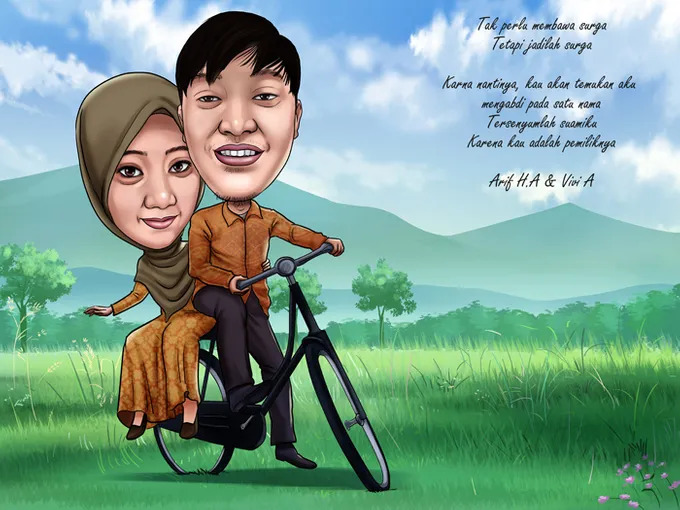 Tak perlu membawa surga
Tetapi jadilah surga
Karna nantinya, kau akan temukan aku
mengabdi pada satu nama
Tersenyumlah suamiku
Karena kau adalah pemiliknya
Arif H.A & Vivi A